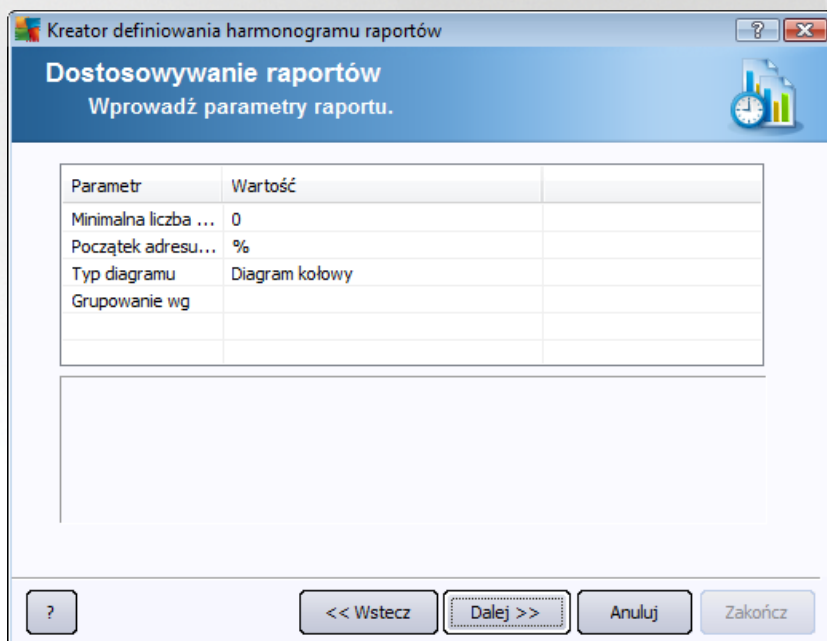 Kreator definiowania harmonogramu raportów
?
Dostosowywanie raportów
Wprowadź parametry raportu.
Parametr Wartość
Minimalna liczba ... 0
Początek adresu... %
Typ diagramu Diagram kołowy
Grupowanie wg
? << Wstecz Dalej >> Anuluj Zakończ